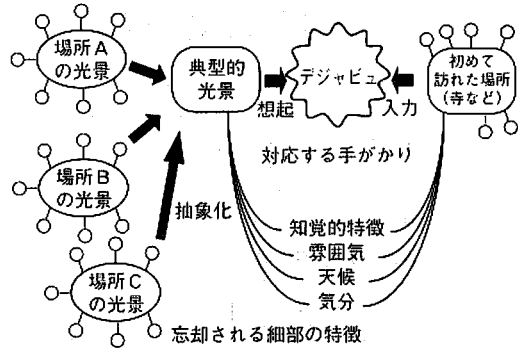 場所A
の光景
典型的
光景
デジャビュ
初めて
訪れた場所
(寺など)
想起
入力
場所B
の光景
抽象化
対応する手がかり
場所C
の光景
知覚的特徴
雰囲気
天候
気分
忘却される細部の特徴